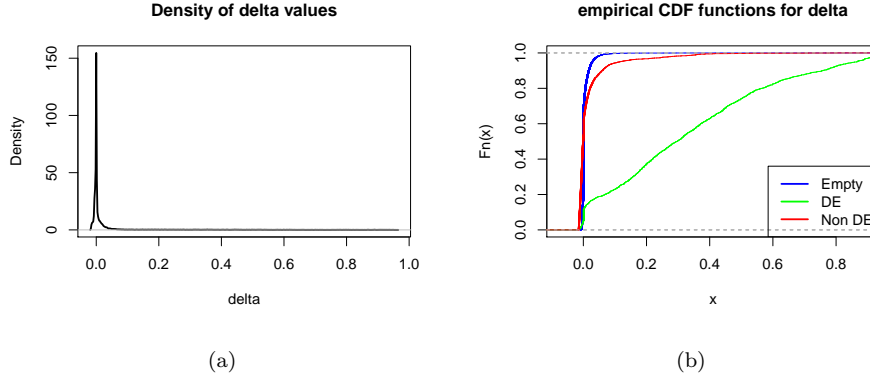 Density of delta values
Density
150
100
50
0
0.0 0.2 0.4 0.6 0.8 1.0
delta
(a)
empirical CDF functions for delta
Fn(x)
1.0
0.8
0.6
0.4
0.2
0.0
Empty
DE
Non DE
0.0 0.2 0.4 0.6 0.8
x
(b)